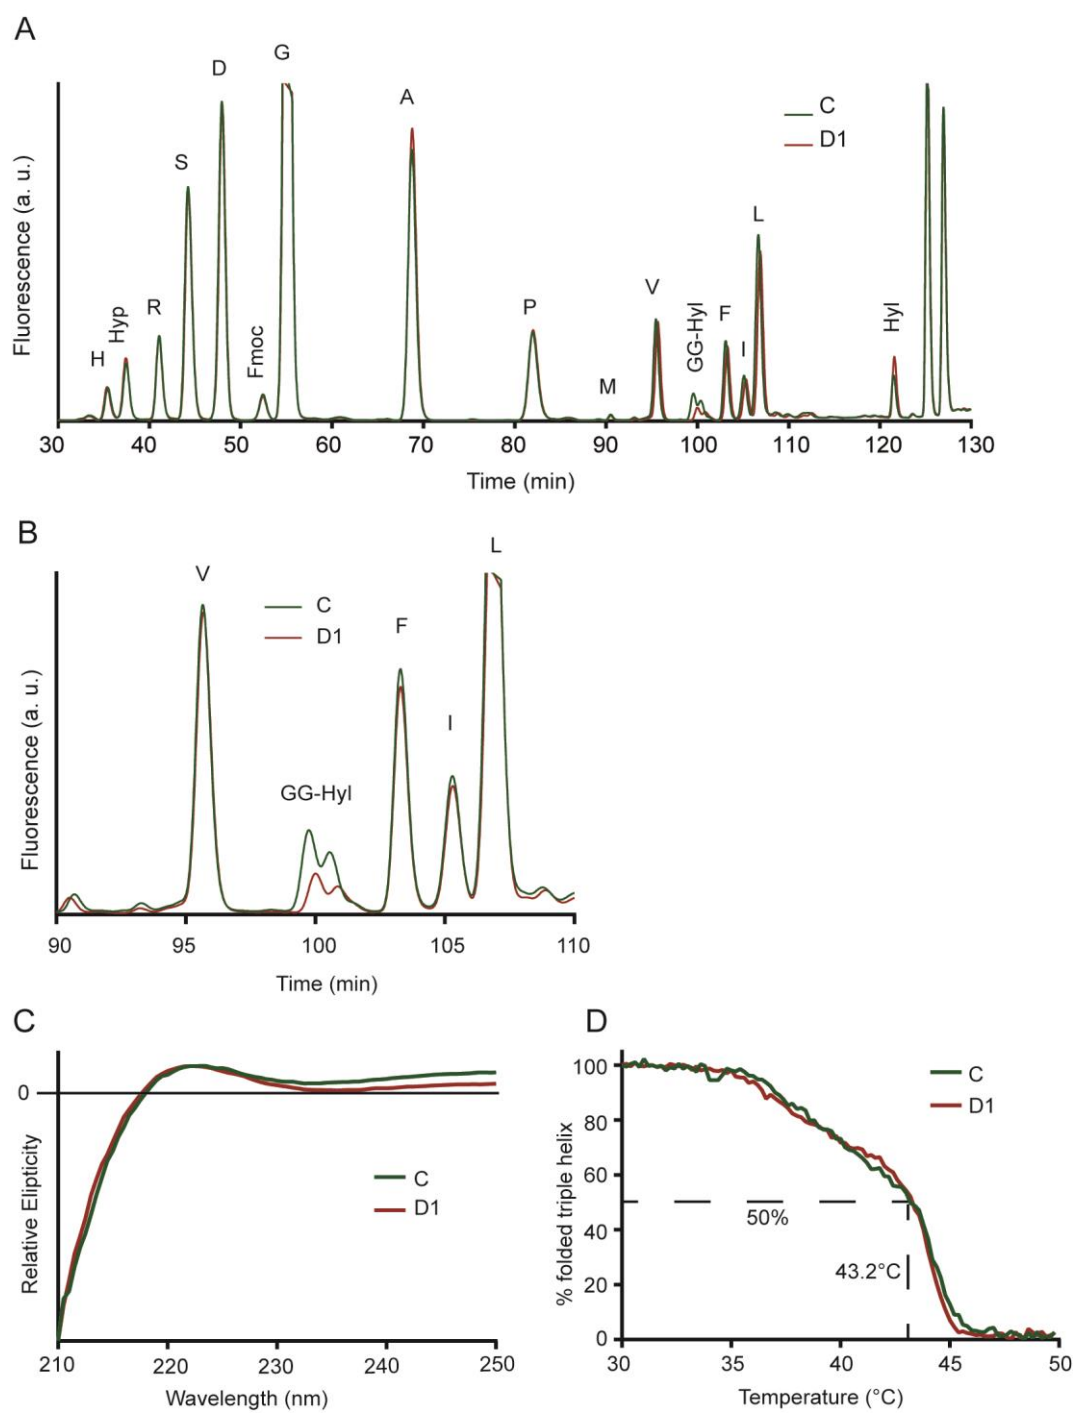 A
Fluorescence (a. u.)
H
Hyp
R
S
D
Fmoc
G
A
P
M
V
GG-Hyl
F
I
L
Hyl
C
D1
30 40 50 60 70 80 90 100 110 120 130
Time (min)
B
Fluorescence (a. u.)
V
GG-Hyl
F
I
L
C
D1
90 95 100 105 110
Time (min)
C
Relative Elipticity
0
C
D1
210 220 230 240 250
Wavelength (nm)
D
% folded triple helix
100
80
60
40
20
0
C
D1
50%
43.2°C
30 35 40 45 50
Temperature (°C)